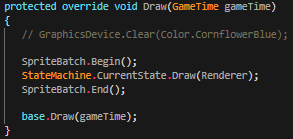 protected override void Draw(GameTime gameTime)
{
    // GraphicsDevice.Clear(Color.CornflowerBlue);

    SpriteBatch.Begin();
    StateMachine.CurrentState.Draw(Renderer);
    SpriteBatch.End();

    base.Draw(gameTime);
}